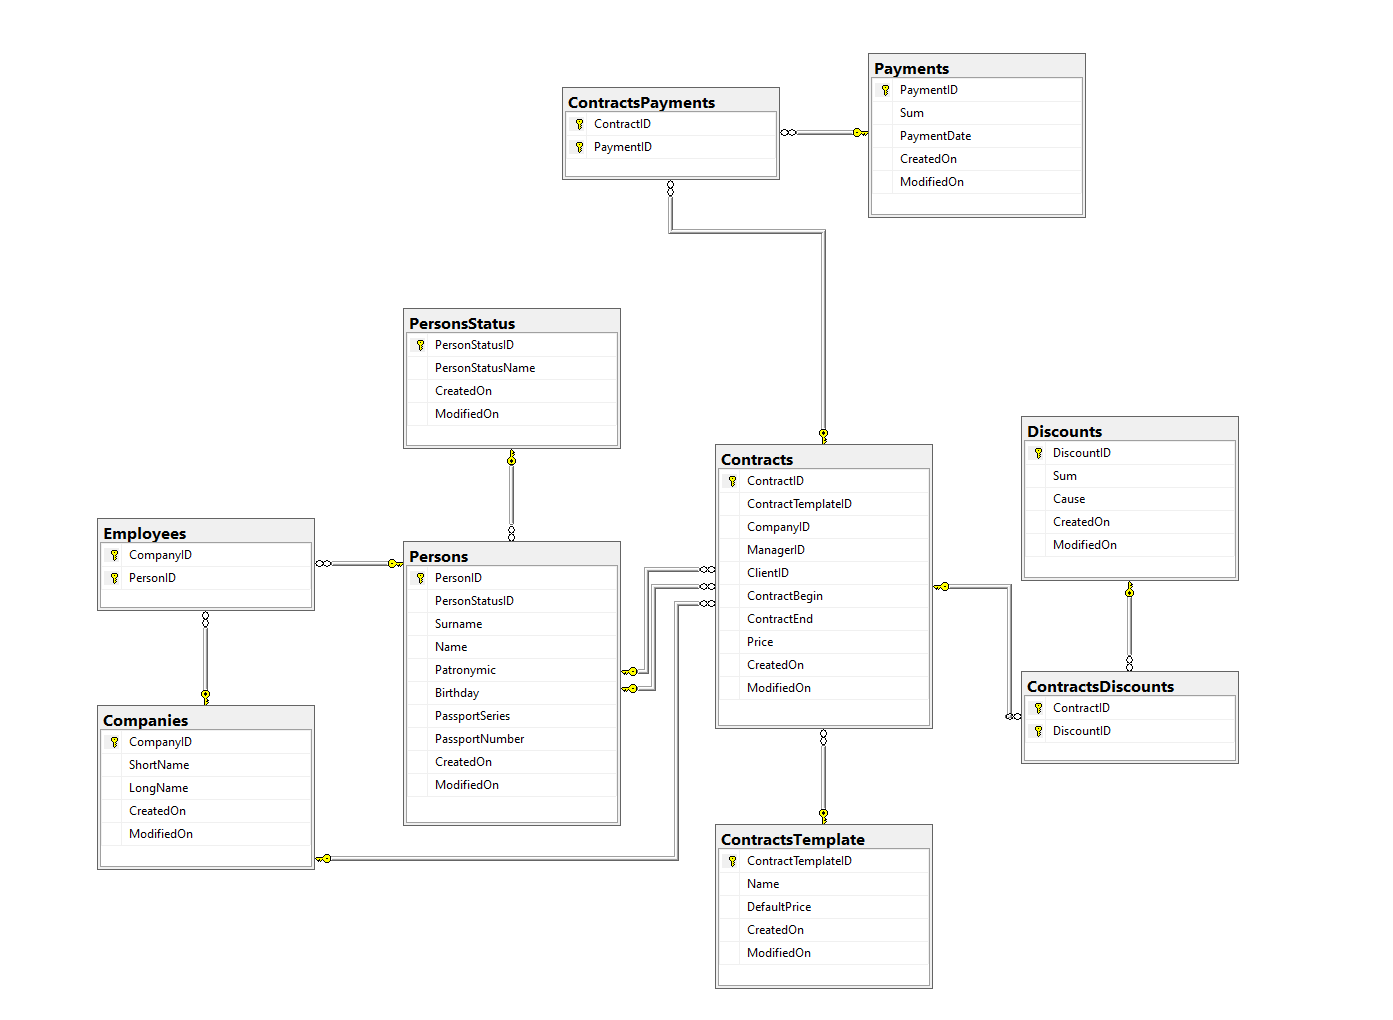 Payments
PaymentID
Sum
PaymentDate
CreatedOn
ModifiedOn
ContractsPayments
ContractID
PaymentID
PersonsStatus
PersonStatusID
PersonStatusName
CreatedOn
ModifiedOn
Contracts
ContractID
ContractTemplateID
CompanyID
ManagerID
ClientID
ContractBegin
ContractEnd
Price
CreatedOn
ModifiedOn
Discounts
DiscountID
Sum
Cause
CreatedOn
ModifiedOn
Employees
CompanyID
PersonID
Persons
PersonID
PersonStatusID
Surname
Name
Patronymic
Birthday
PassportSeries
PassportNumber
CreatedOn
ModifiedOn
ContractsDiscounts
ContractID
DiscountID
Companies
CompanyID
ShortName
LongName
CreatedOn
ModifiedOn
ContractsTemplate
ContractTemplateID
Name
DefaultPrice
CreatedOn
ModifiedOn